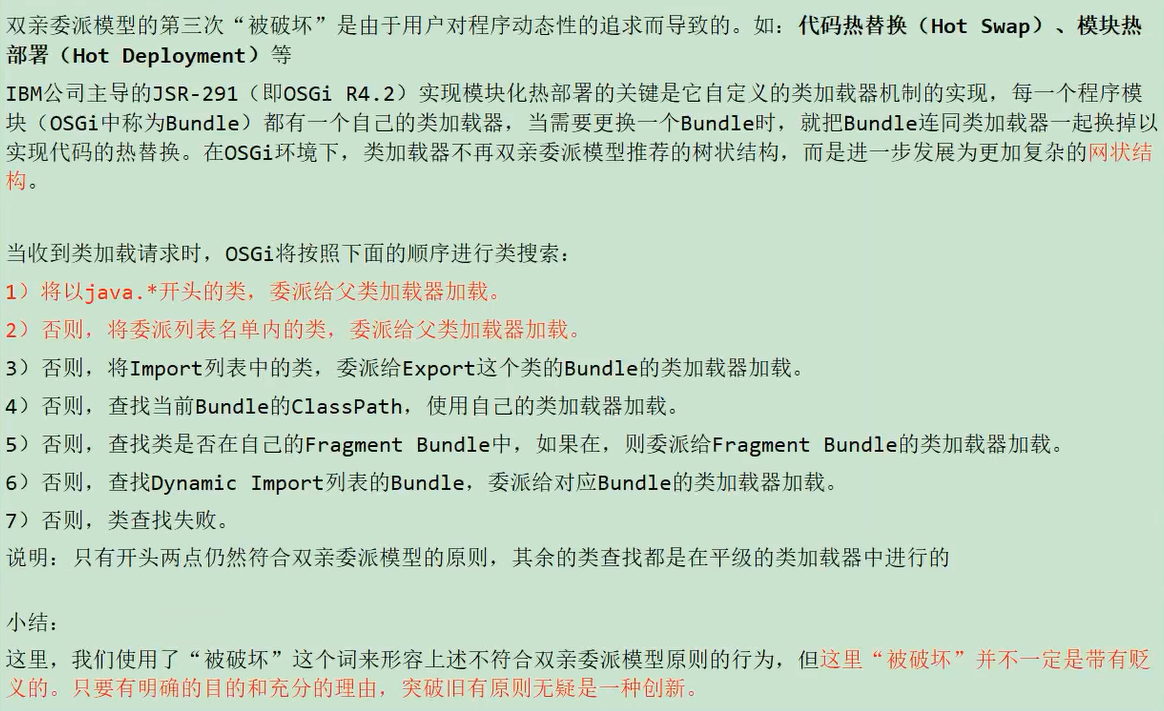 双亲委派模型的第三次“被破坏”是由于用户对程序动态性的追求而导致的。如：代码热替换（Hot Swap）、模块热
部署（Hot Deployment）等
IBM公司主导的JSR-291（即OSGi R4.2）实现模块化热部署的关键是它自定义的类加载器机制的实现，每一个程序模
块（OSGi中称为Bundle）都有一个自己的类加载器，当需要更换一个Bundle时，就把Bundle连同类加载器一起换掉以
实现代码的热替换。在OSGi环境下，类加载器不再双亲委派模型推荐的树状结构，而是进一步发展为更加复杂的网状结
构。
当收到类加载请求时，OSGi将按照下面的顺序进行类搜索：
1）将以java.*开头的类，委派给父类加载器加载。
2）否则，将委派列表名单内的类，委派给父类加载器加载。
3）否则，将Import列表中的类，委派给Export这个类的Bundle的类加载器加载。
4）否则，查找当前Bundle的ClassPath，使用自己的类加载器加载。
5）否则，查找类是否在自己的Fragment Bundle中，如果在，则委派给Fragment Bundle的类加载器加载。
6）否则，查找Dynamic Import列表的Bundle，委派给对应Bundle的类加载器加载。
7）否则，类查找失败。
说明：只有开头两点仍然符合双亲委派模型的原则，其余的类查找都是在平级的类加载器中进行的
小结：
这里，我们使用了“被破坏”这个词来形容上述不符合双亲委派模型原则的行为，但这里“被破坏”并不一定是带有贬
义的。只要有明确的目的和充分的理由，突破旧有原则无疑是一种创新。